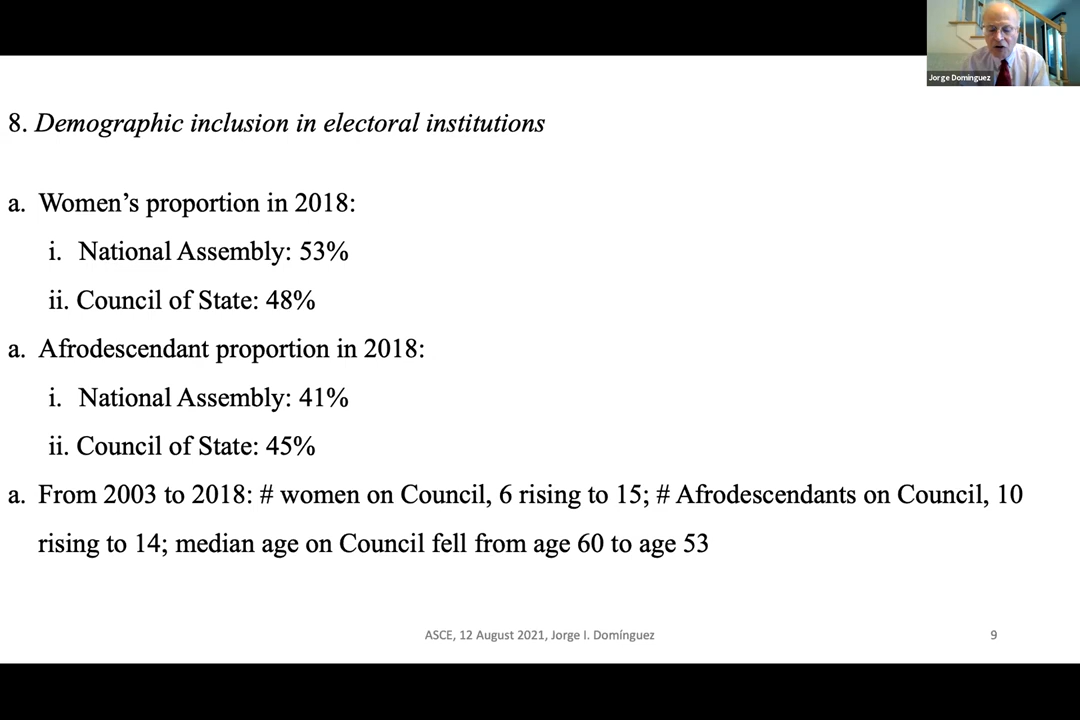 Jorge Dominguez
8. Demographic inclusion in electoral institutions
a. Women’s proportion in 2018:
i. National Assembly: 53%
ii. Council of State: 48%
a. Afrodescendant proportion in 2018:
i. National Assembly: 41%
ii. Council of State: 45%
a. From 2003 to 2018: # women on Council, 6 rising to 15; # Afrodescendants on Council, 10
rising to 14; median age on Council fell from age 60 to age 53
ASCE, 12 August 2021, Jorge I. Domínguez
9